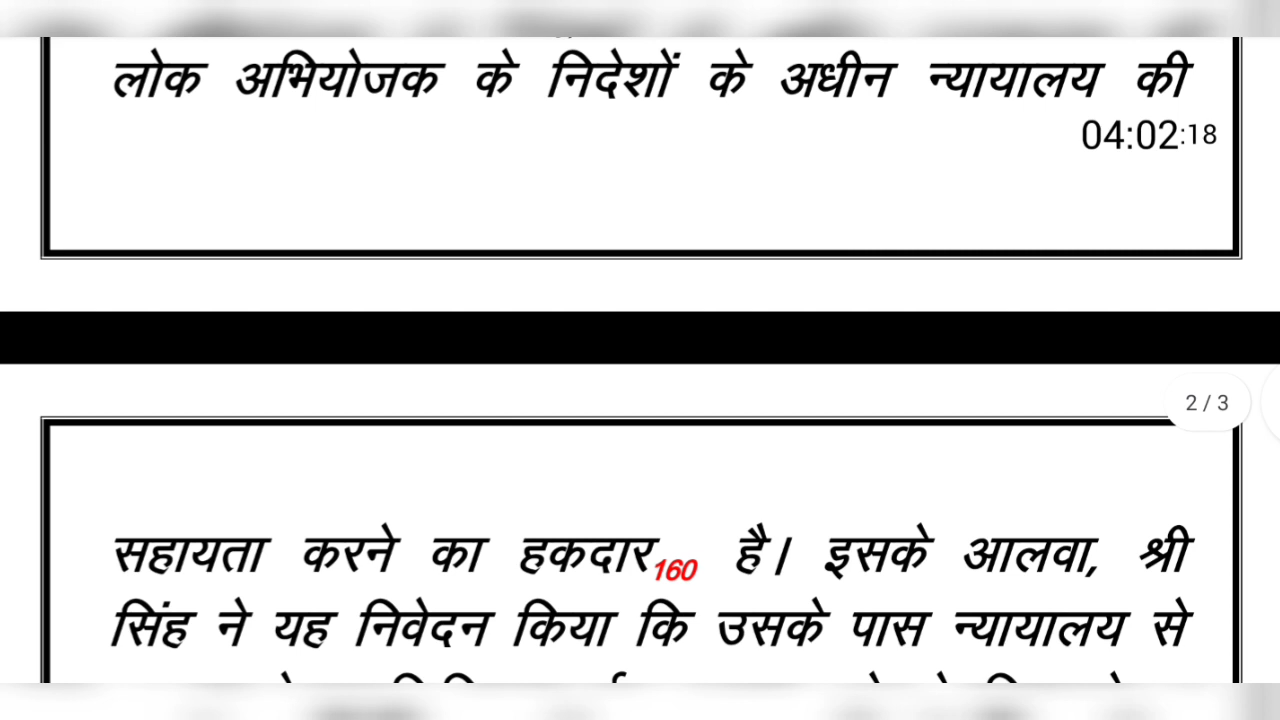 लोक अभियोजक के निदेशों के अधीन न्यायालय की
04:02:18
2 / 3
सहायता करने का हकदार160 है। इसके आलवा, श्री
सिंह ने यह निवेदन किया कि उसके पास न्यायालय से